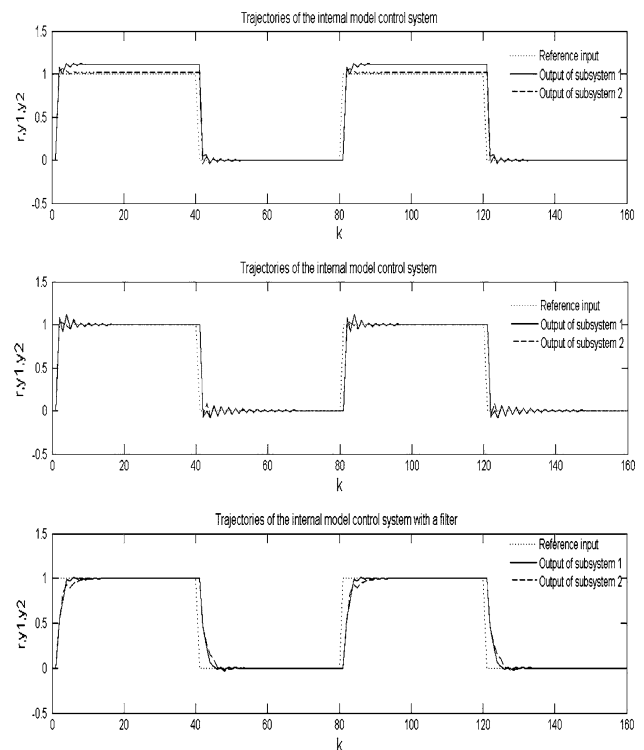 Trajectories of the internal model control system
1.5
1
0.5
0
-0.5
r,y1,y2
Reference input
Output of subsystem 1
Output of subsystem 2
0 20 40 60 80 100 120 140 160
k
Trajectories of the internal model control system
1.5
1
0.5
0
-0.5
r,y1,y2
Reference input
Output of subsystem 1
Output of subsystem 2
0 20 40 60 80 100 120 140 160
k
Trajectories of the internal model control system with a filter
1.5
1
0.5
0
-0.5
r,y1,y2
Reference input
Output of subsystem 1
Output of subsystem 2
0 20 40 60 80 100 120 140 160
k